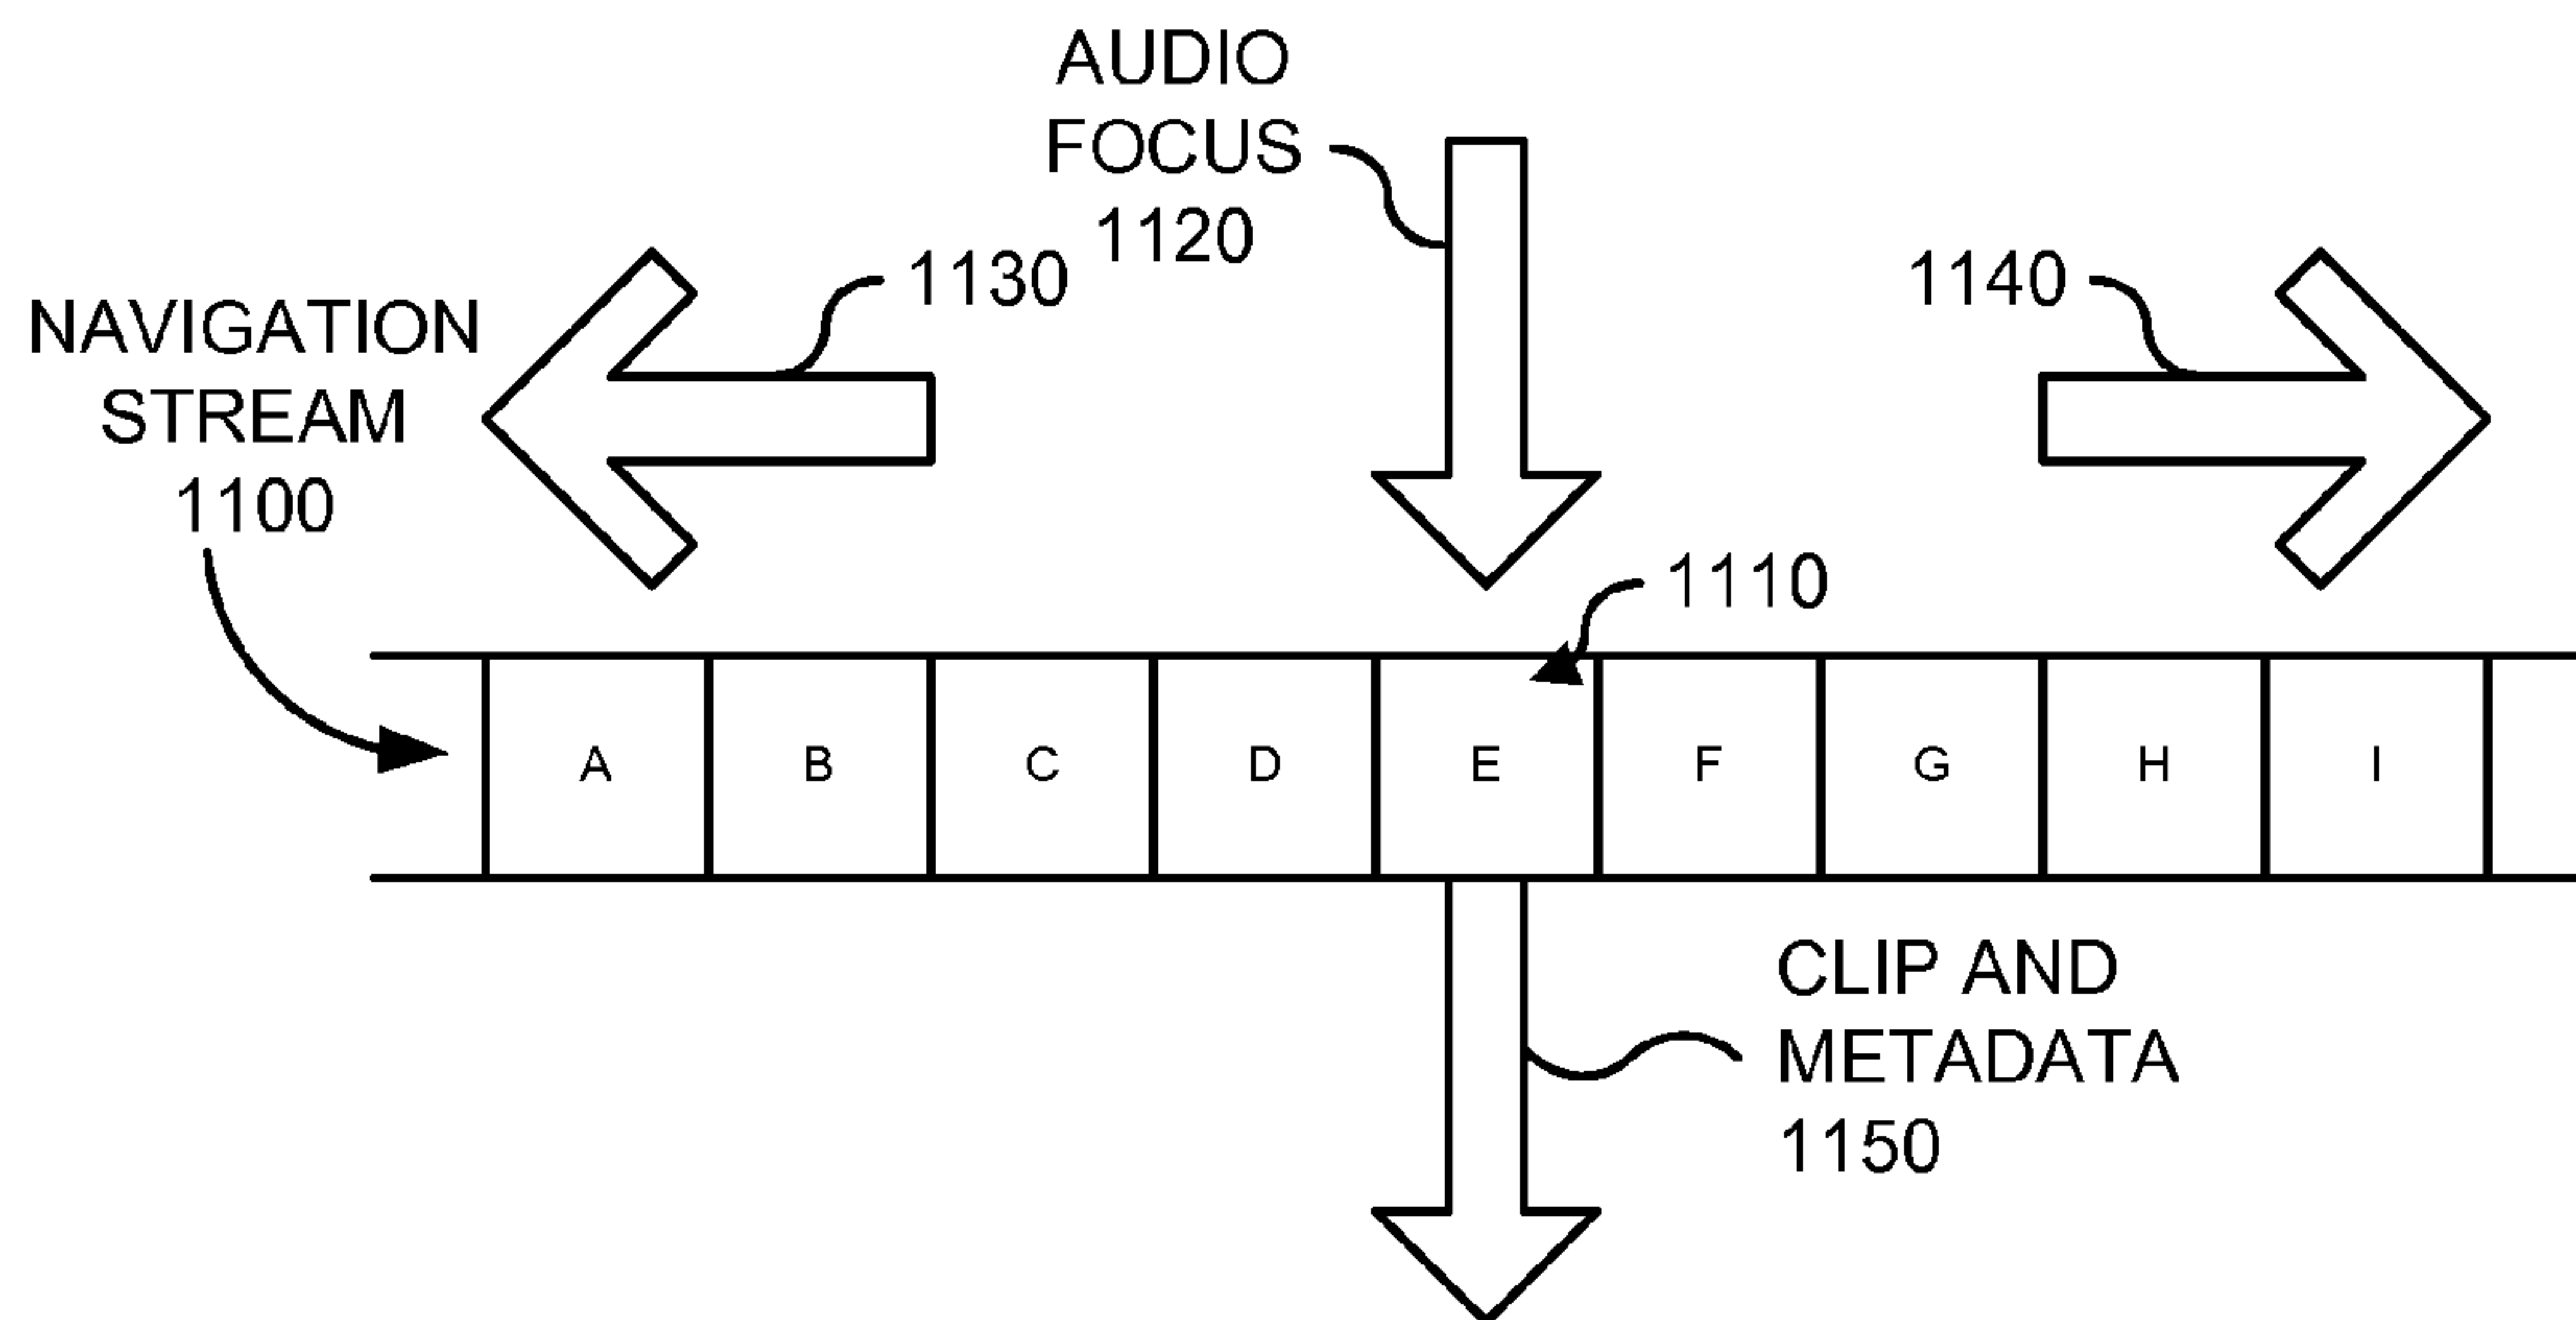 AUDIO
FOCUS
1120
1130
1140
NAVIGATION
STREAM
1100
1110
A B C D E F G H I
CLIP AND
METADATA
1150